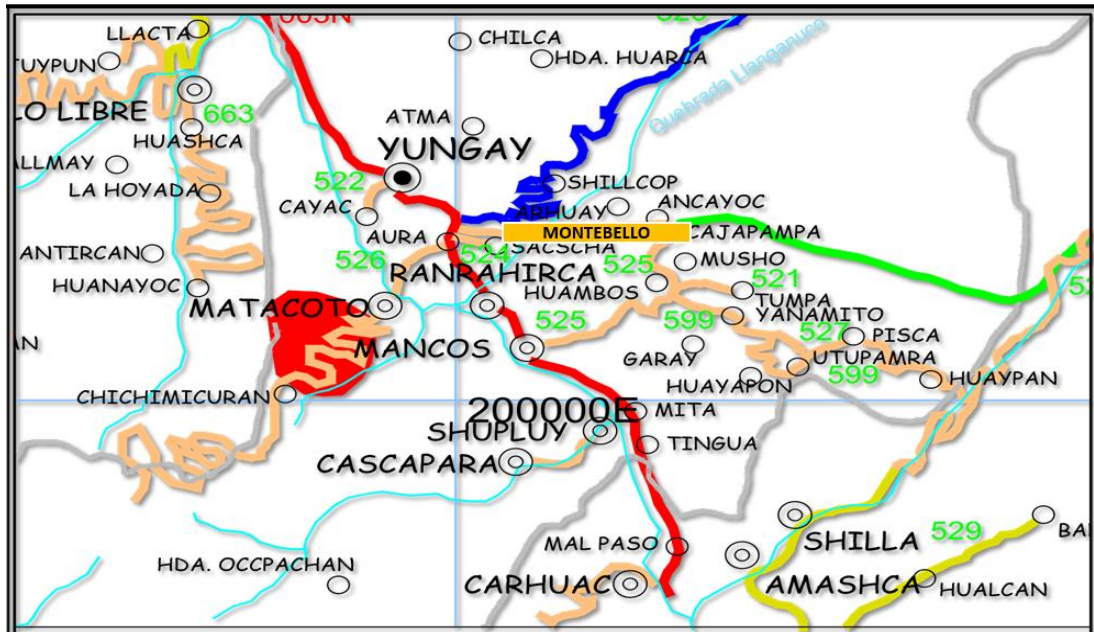 003N
LLACTA
CHILCA
TUYPUN
HDA. HUARCA
Quebrada Llanganuco
LO LIBRE
663
ATMA
HUASHCA
YUNGAY
ALLMAY
522
SHILLCOP
LA HOYADA
CAYAC
ARHUAY
ANCAYOC
AURA
524
MONTEBELLO
CAJAPAMPA
ANTIRCAN
SACSCHA
526
525
MUSHO
RANRAHIRCA
521
HUANAYOC
HUAMBOS
TUMPA
MATACOTO
YANAMITO
525
599
527
PISCA
AN
MANCOS
GARAY
UTUPAMRA
599
HUAYAPON
HUAYPAN
CHICHIMICURAN
200000E
MITA
SHUPLUY
TINGUA
CASCAPARA
529
BA
MAL PASO
SHILLA
HDA. OCCPACHAN
CARHUAC
AMASHCA
HUALCAN